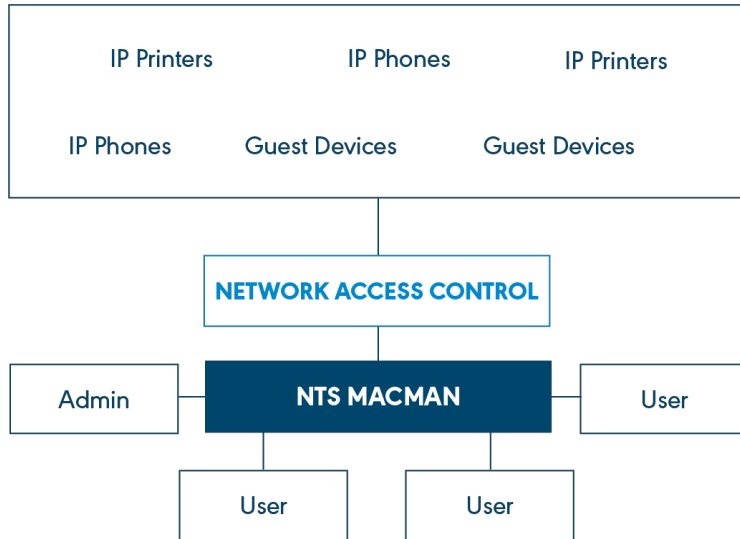 IP Printers
IP Phones
IP Printers
IP Phones
Guest Devices
Guest Devices
NETWORK ACCESS CONTROL
Admin
NTS MACMAN
User
User
User